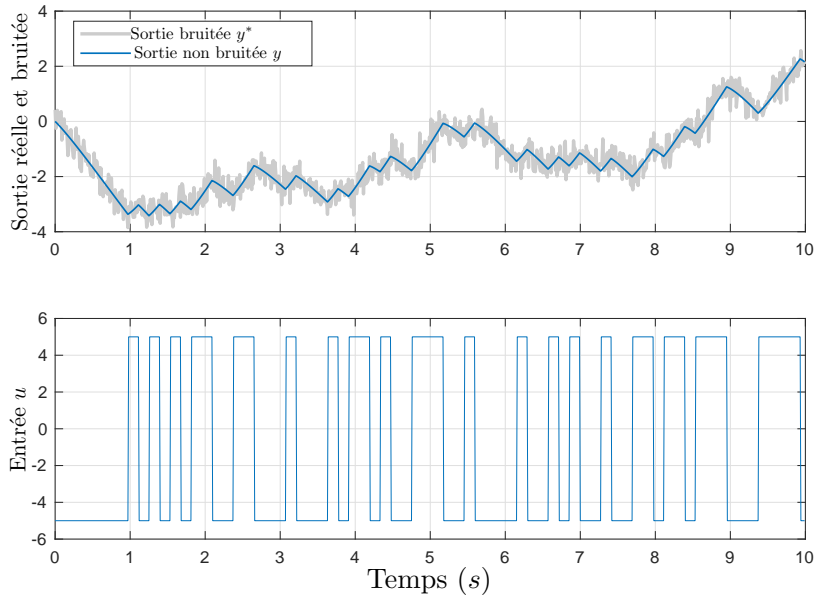 4
2
0
-2
-4
Sortie réelle et bruitée
Sortie bruitée y*
Sortie non bruitée y
0 1 2 3 4 5 6 7 8 9 10
6
4
2
0
-2
-4
-6
Entrée u
0 1 2 3 4 5 6 7 8 9 10
Temps (s)